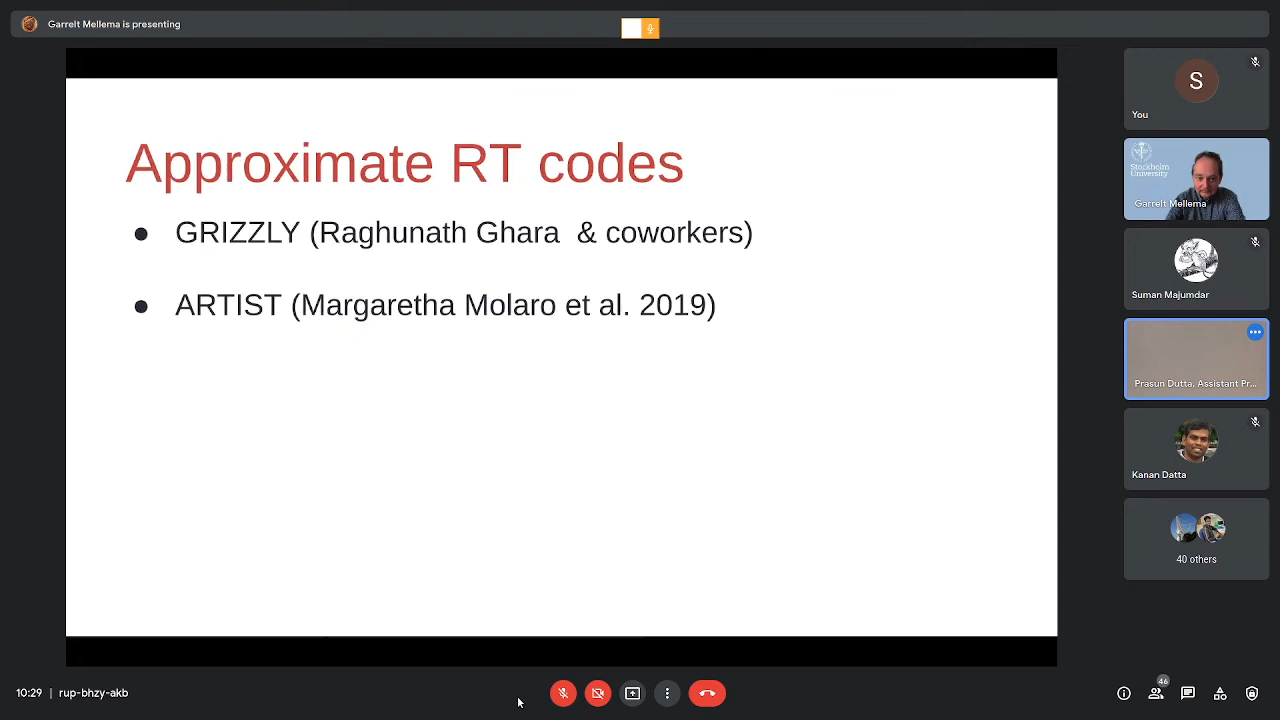 Garrelt Mellema is presenting
Approximate RT codes
● GRIZZLY (Raghunath Ghara & coworkers)
● ARTIST (Margaretha Molaro et al. 2019)
S
You
Stockholm
University
Garrelt Mellema
Suman Majumdar
Prasun Dutta, Assistant Pr...
Kanan Datta
40 others
10:29 | rup-bhzy-akb
46